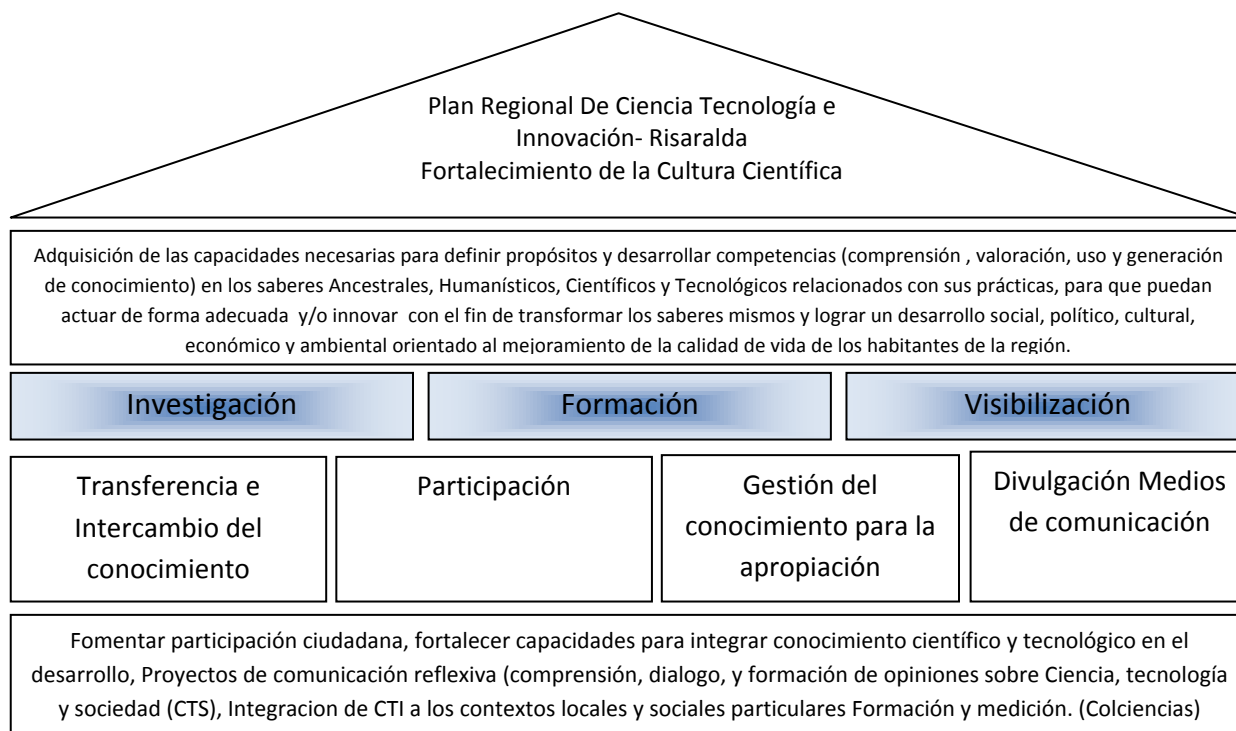 Plan Regional De Ciencia Tecnología e
Innovación- Risaralda
Fortalecimiento de la Cultura Científica
Adquisición de las capacidades necesarias para definir propósitos y desarrollar competencias (comprensión , valoración, uso y generación
de conocimiento) en los saberes Ancestrales, Humanísticos, Científicos y Tecnológicos relacionados con sus prácticas, para que puedan
actuar de forma adecuada y/o innovar con el fin de transformar los saberes mismos y lograr un desarrollo social, político, cultural,
económico y ambiental orientado al mejoramiento de la calidad de vida de los habitantes de la región.
Investigación
Formación
Visibilización
Transferencia e
Intercambio del
conocimiento
Participación
Gestión del
conocimiento para la
apropiación
Divulgación Medios
de comunicación
Fomentar participación ciudadana, fortalecer capacidades para integrar conocimiento científico y tecnológico en el
desarrollo, Proyectos de comunicación reflexiva (comprensión, dialogo, y formación de opiniones sobre Ciencia, tecnología
y sociedad (CTS), Integracion de CTI a los contextos locales y sociales particulares Formación y medición. (Colciencias)